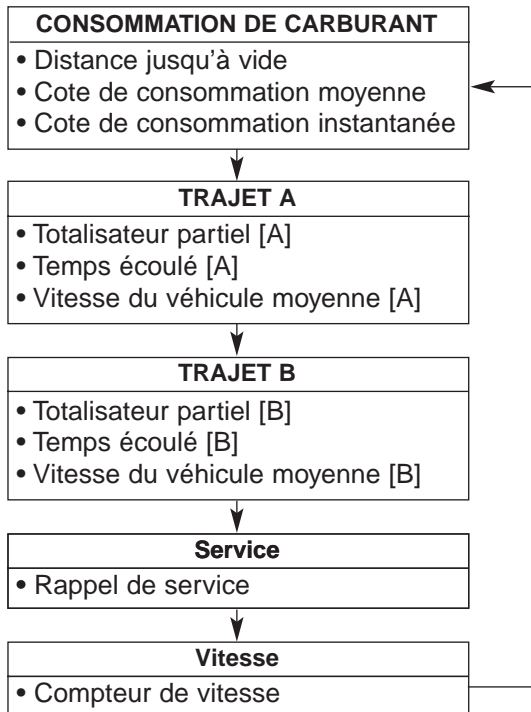 CONSOMMATION DE CARBURANT
• Distance jusqu'à vide
• Cote de consommation moyenne
• Cote de consommation instantanée
TRAJET A
• Totalisateur partiel [A]
• Temps écoulé [A]
• Vitesse du véhicule moyenne [A]
TRAJET B
• Totalisateur partiel [B]
• Temps écoulé [B]
• Vitesse du véhicule moyenne [B]
Service
• Rappel de service
Vitesse
• Compteur de vitesse